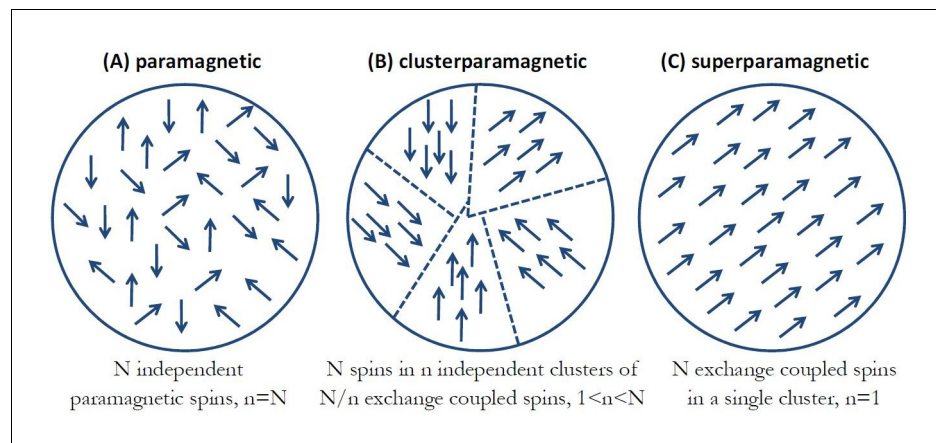 (A) paramagnetic
(B) clusterparamagnetic
(C) superparamagnetic
N independent
paramagnetic spins, n=N
N spins in n independent clusters of
N/n exchange coupled spins, 1<n<N
N exchange coupled spins
in a single cluster, n=1